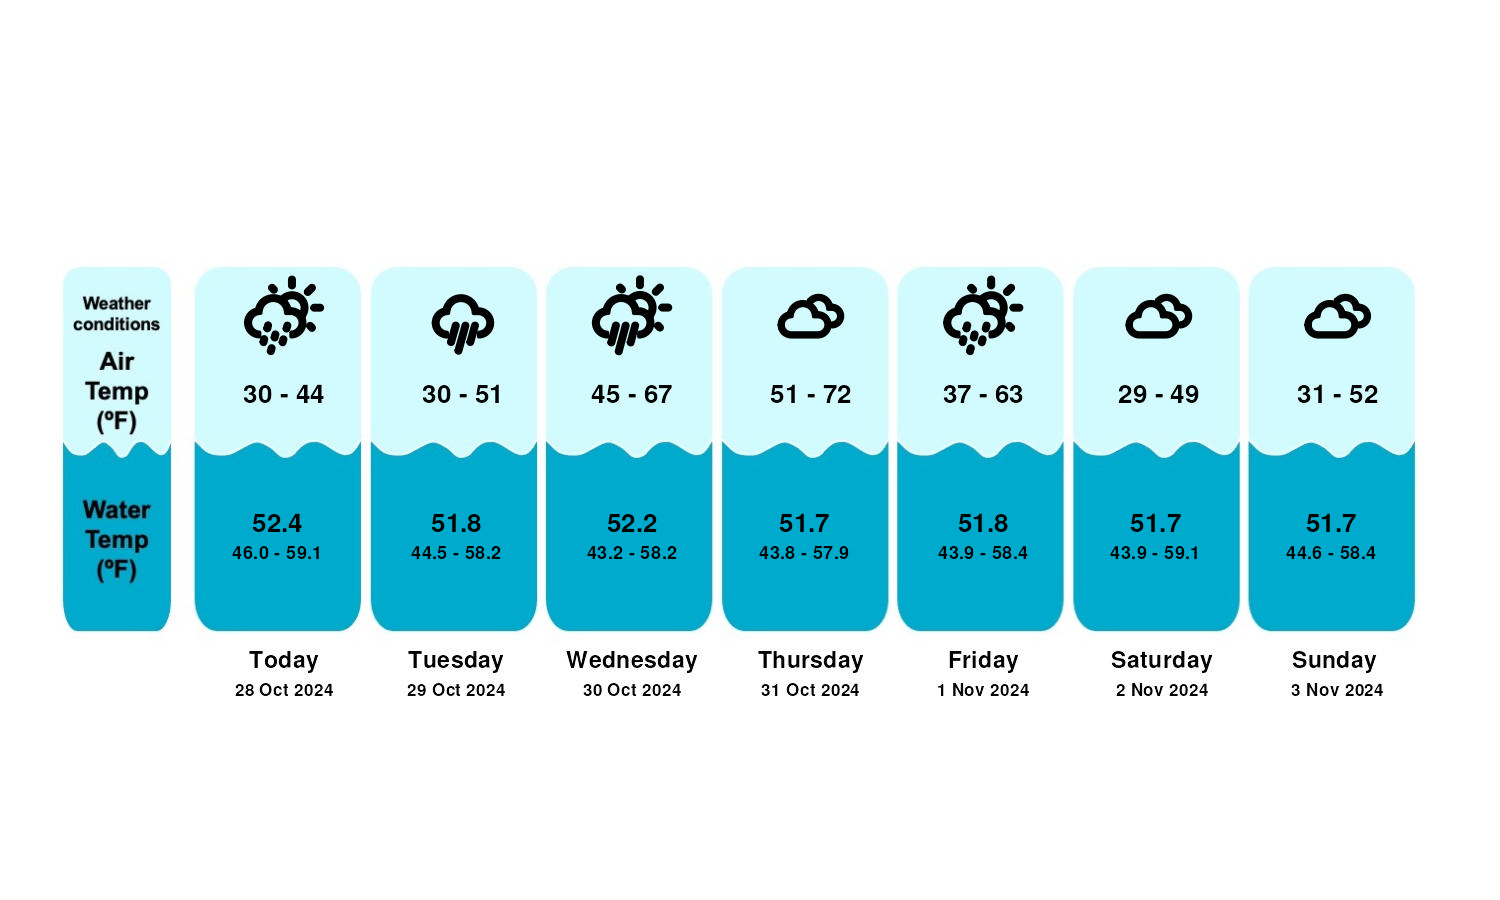 Weather
conditions
Air
Temp
(ºF)
Water
Temp
(ºF)
30 - 44
30 - 51
45 - 67
51 - 72
37 - 63
29 - 49
31 - 52
52.4
51.8
52.2
51.7
51.8
51.7
51.7
46.0 - 59.1
44.5 - 58.2
43.2 - 58.2
43.8 - 57.9
43.9 - 58.4
43.9 - 59.1
44.6 - 58.4
Today
Tuesday
Wednesday
Thursday
Friday
Saturday
Sunday
28 Oct 2024
29 Oct 2024
30 Oct 2024
31 Oct 2024
1 Nov 2024
2 Nov 2024
3 Nov 2024